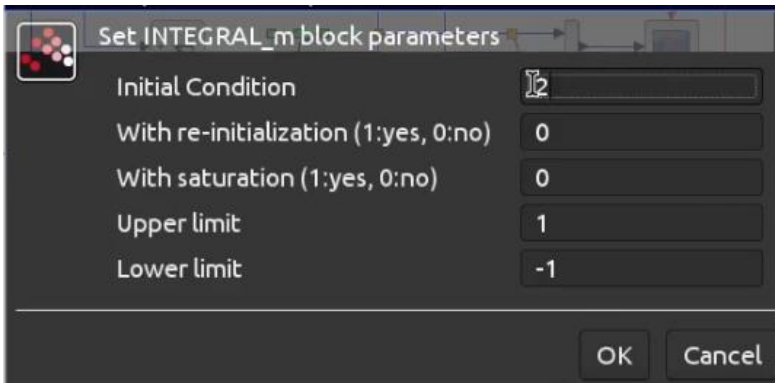 Set INTEGRAL_m block parameters
Initial Condition 2
With re-initialization (1:yes, 0:no) 0
With saturation (1:yes, 0:no) 0
Upper limit 1
Lower limit -1
OK Cancel